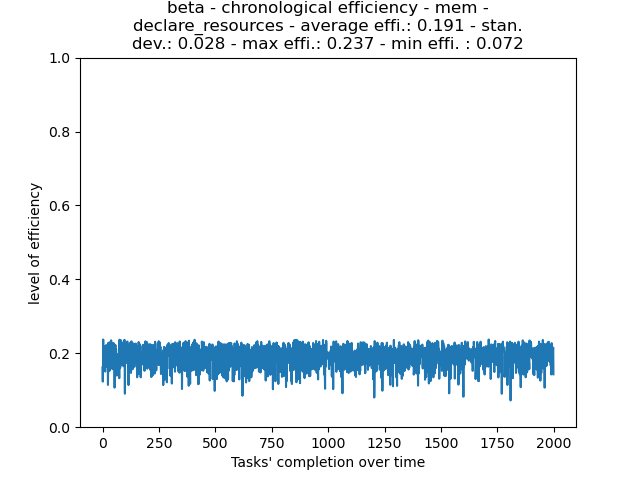 beta - chronological efficiency - mem -
declare_resources - average effi.: 0.191 - stan.
dev.: 0.028 - max effi.: 0.237 - min effi. : 0.072
1.0
0.8
0.6
0.4
0.2
0.0
level of efficiency
0 250 500 750 1000 1250 1500 1750 2000
Tasks' completion over time